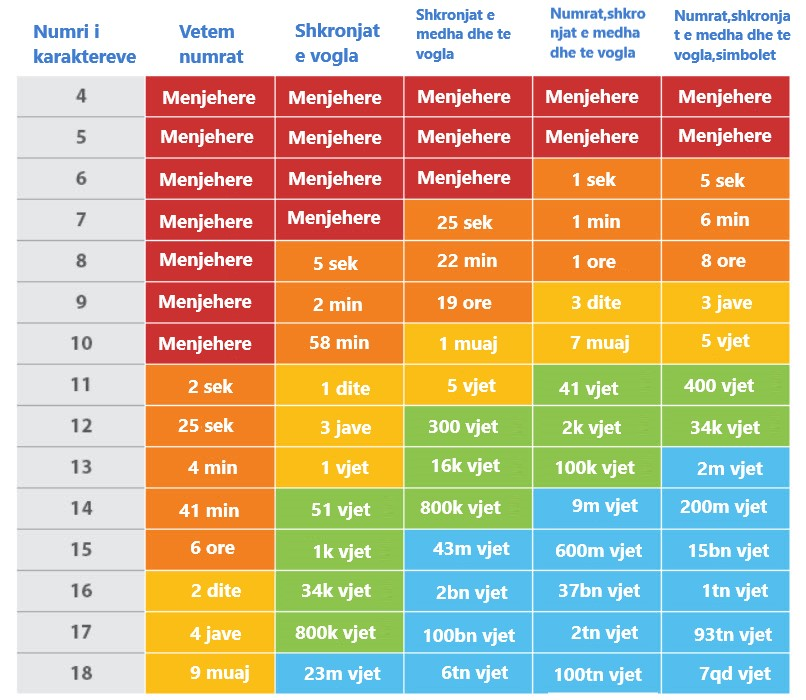 Numri i karaktereve Vetem numrat Shkronjat e vogla Shkronjat e medha dhe te vogla Numrat,shkronjat e medha dhe te vogla Numrat,shkronjat e medha dhe te vogla,simbolet
4 Menjehere Menjehere Menjehere Menjehere Menjehere
5 Menjehere Menjehere Menjehere Menjehere Menjehere
6 Menjehere Menjehere Menjehere 1 sek 5 sek
7 Menjehere Menjehere 25 sek 1 min 6 min
8 Menjehere 5 sek 22 min 1 ore 8 ore
9 Menjehere 2 min 19 ore 3 dite 3 jave
10 Menjehere 58 min 1 muaj 7 muaj 5 vjet
11 2 sek 1 dite 5 vjet 41 vjet 400 vjet
12 25 sek 3 jave 300 vjet 2k vjet 34k vjet
13 4 min 1 vjet 16k vjet 100k vjet 2m vjet
14 41 min 51 vjet 800k vjet 9m vjet 200m vjet
15 6 ore 1k vjet 43m vjet 600m vjet 15bn vjet
16 2 dite 34k vjet 2bn vjet 37bn vjet 1tn vjet
17 4 jave 800k vjet 100bn vjet 2tn vjet 93tn vjet
18 9 muaj 23m vjet 6tn vjet 100tn vjet 7qd vjet